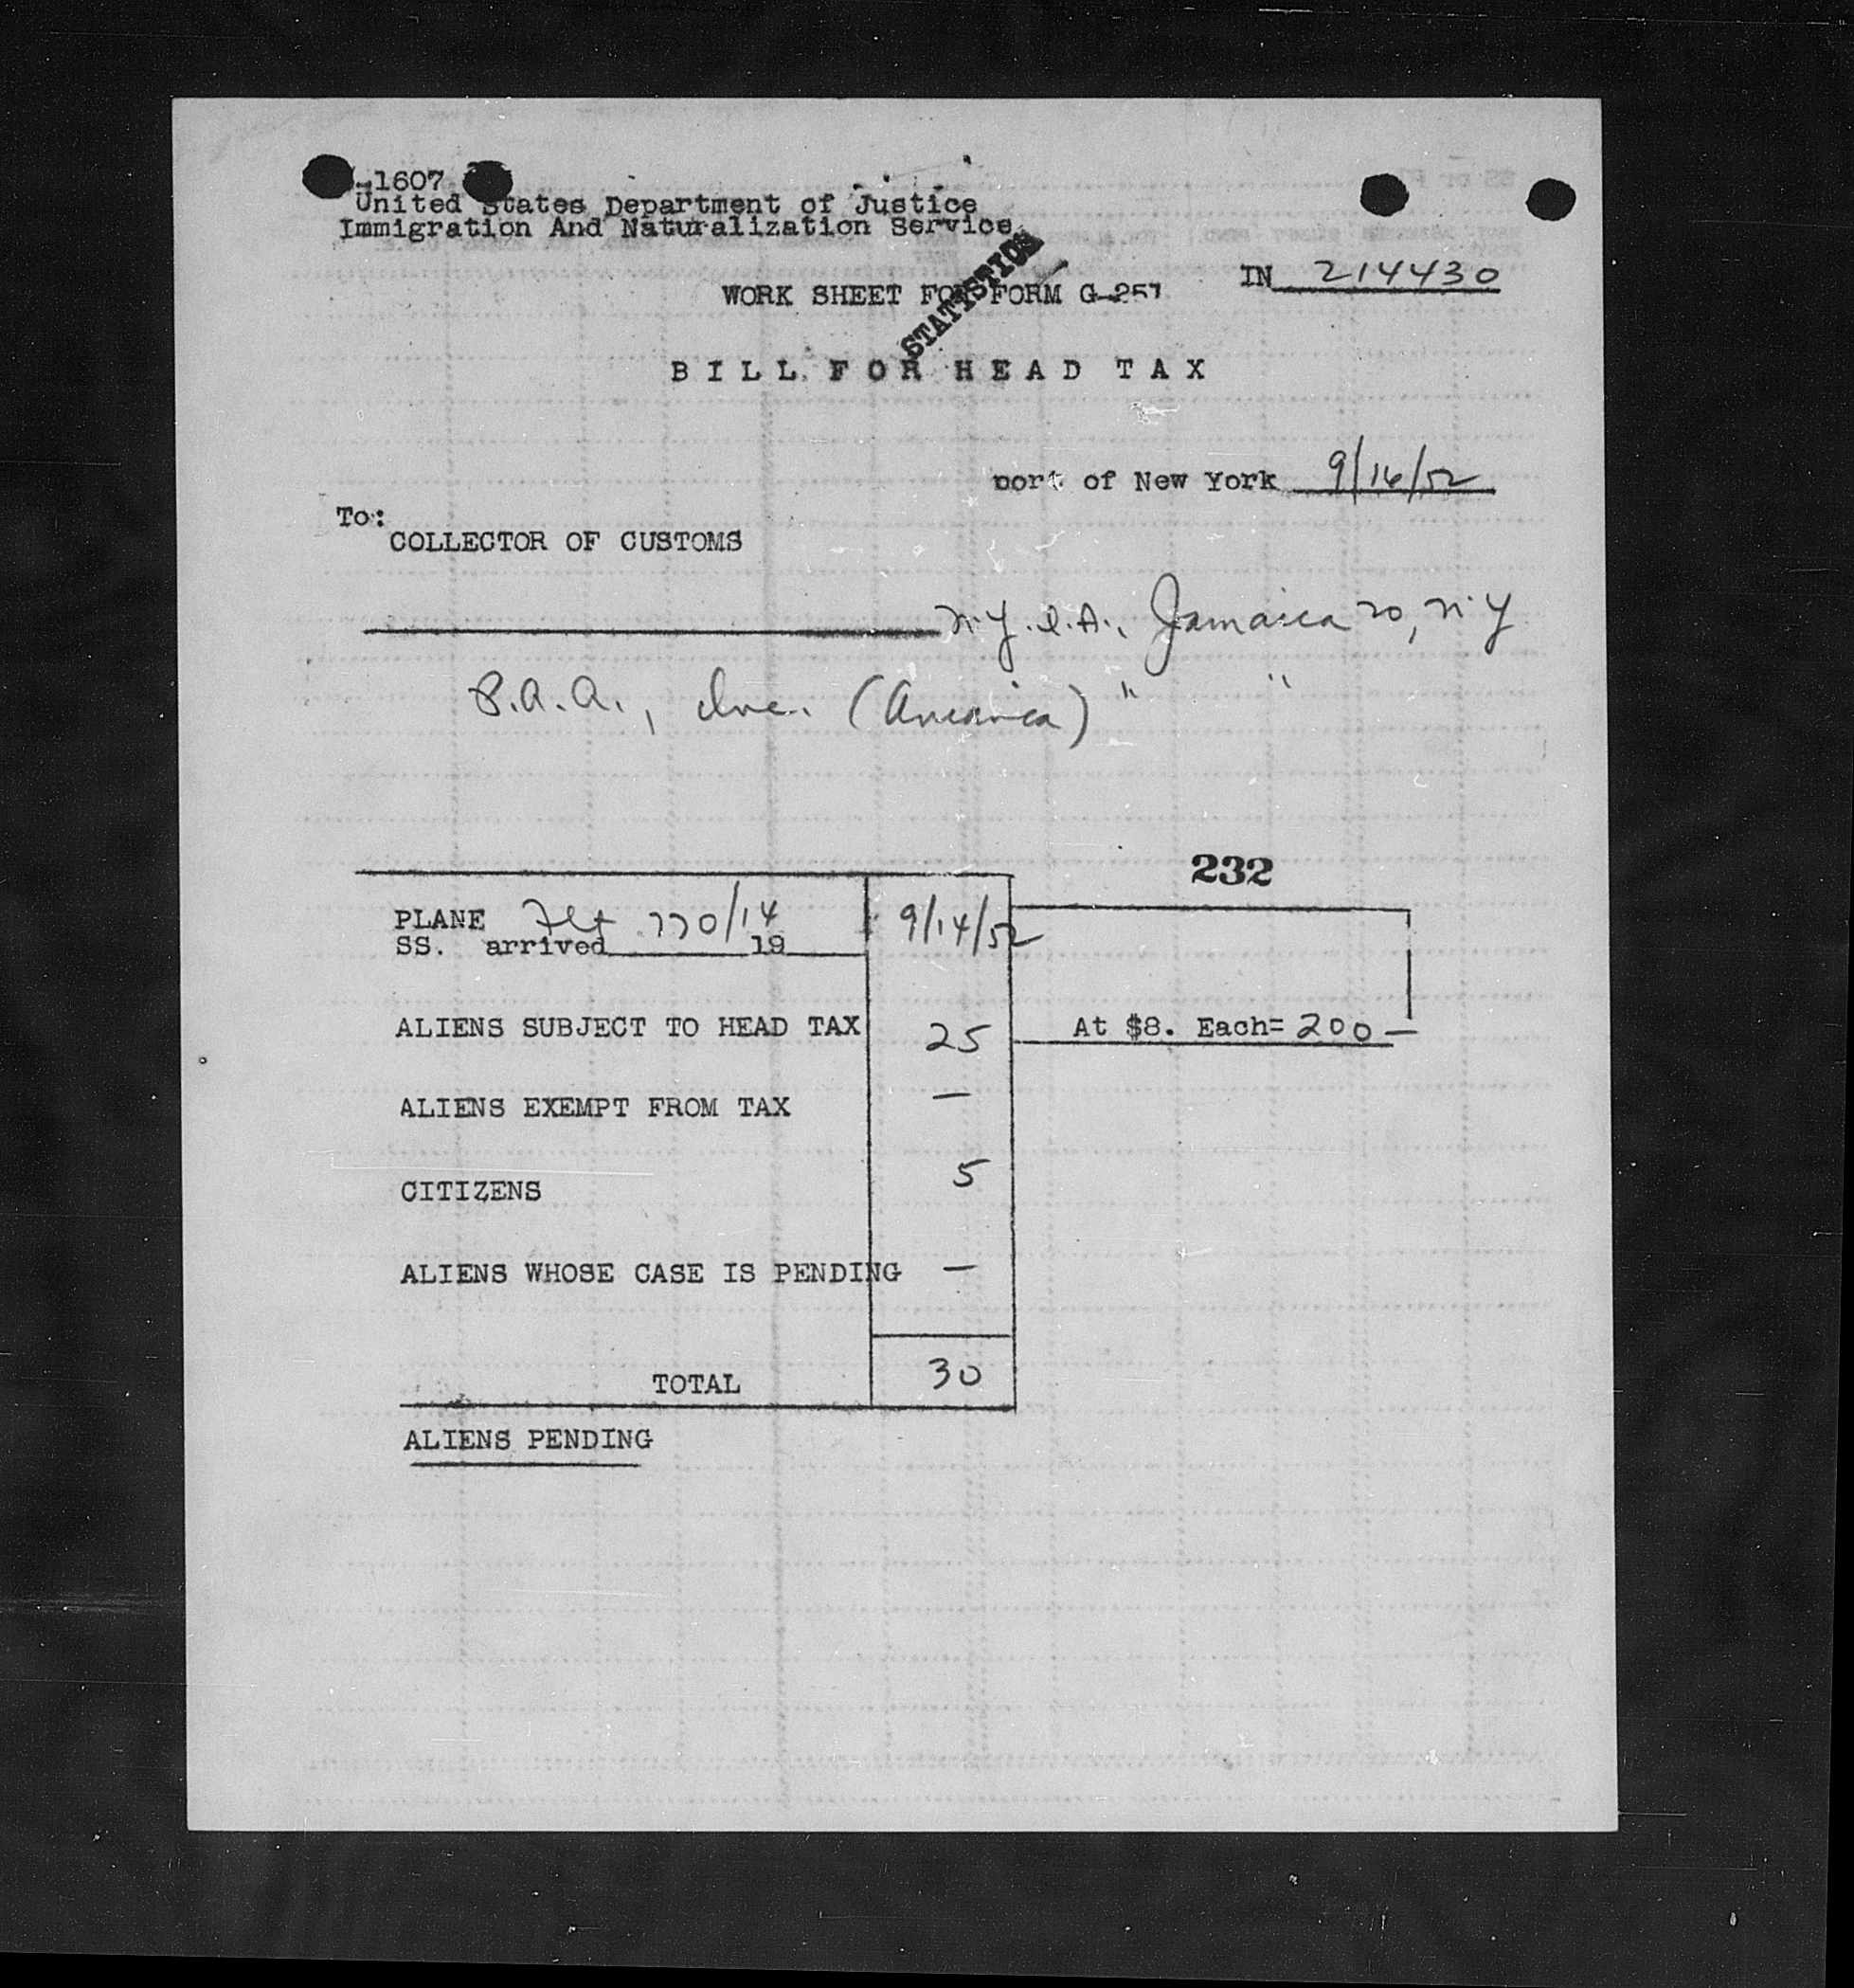 -1607
United States Department of Justice
Immigration And Naturalization Service
STATISTICS
IN 214430
WORK SHEET FOR FORM G-257
BILL FOR HEAD TAX
port of New York 9/16/52
To:
COLLECTOR OF CUSTOMS
N.Y.I.A., Jamaica 20, N.Y
P.A.A., Inc. (America) " "
232
PLANE Flt 770/14 9/14/52
SS. arrived 19
ALIENS SUBJECT TO HEAD TAX 25 At $8. Each= 200 —
ALIENS EXEMPT FROM TAX —
CITIZENS 5
ALIENS WHOSE CASE IS PENDING —
TOTAL 30
ALIENS PENDING